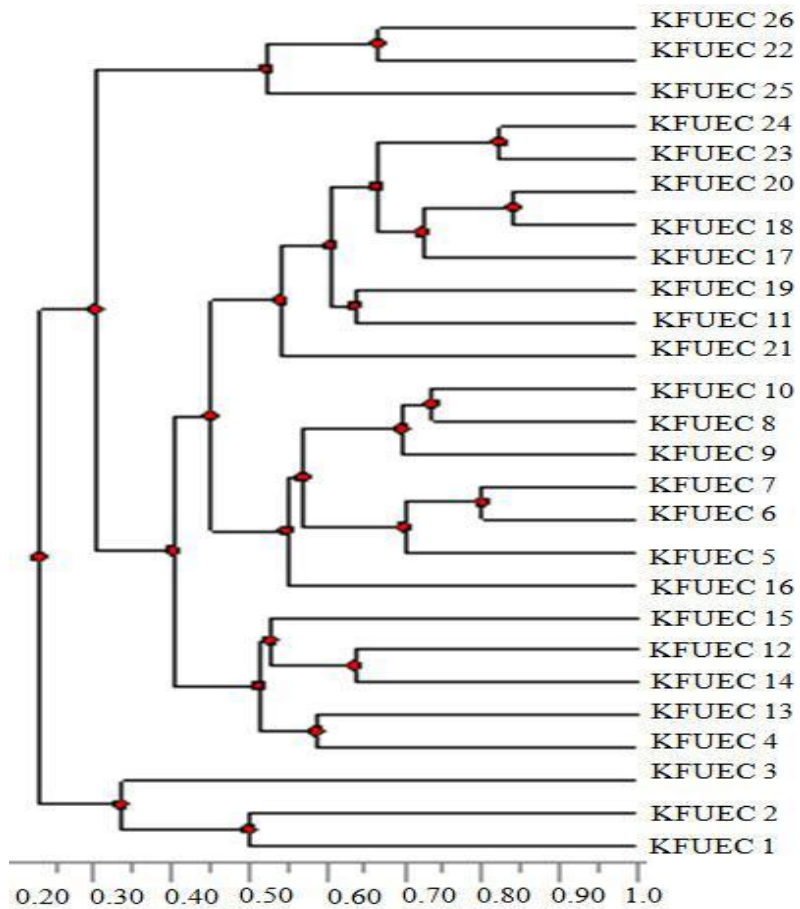 KFUEC 26
KFUEC 22
KFUEC 25
KFUEC 24
KFUEC 23
KFUEC 20
KFUEC 18
KFUEC 17
KFUEC 19
KFUEC 11
KFUEC 21
KFUEC 10
KFUEC 8
KFUEC 9
KFUEC 7
KFUEC 6
KFUEC 5
KFUEC 16
KFUEC 15
KFUEC 12
KFUEC 14
KFUEC 13
KFUEC 4
KFUEC 3
KFUEC 2
KFUEC 1
0.20 0.30 0.40 0.50 0.60 0.70 0.80 0.90 1.0